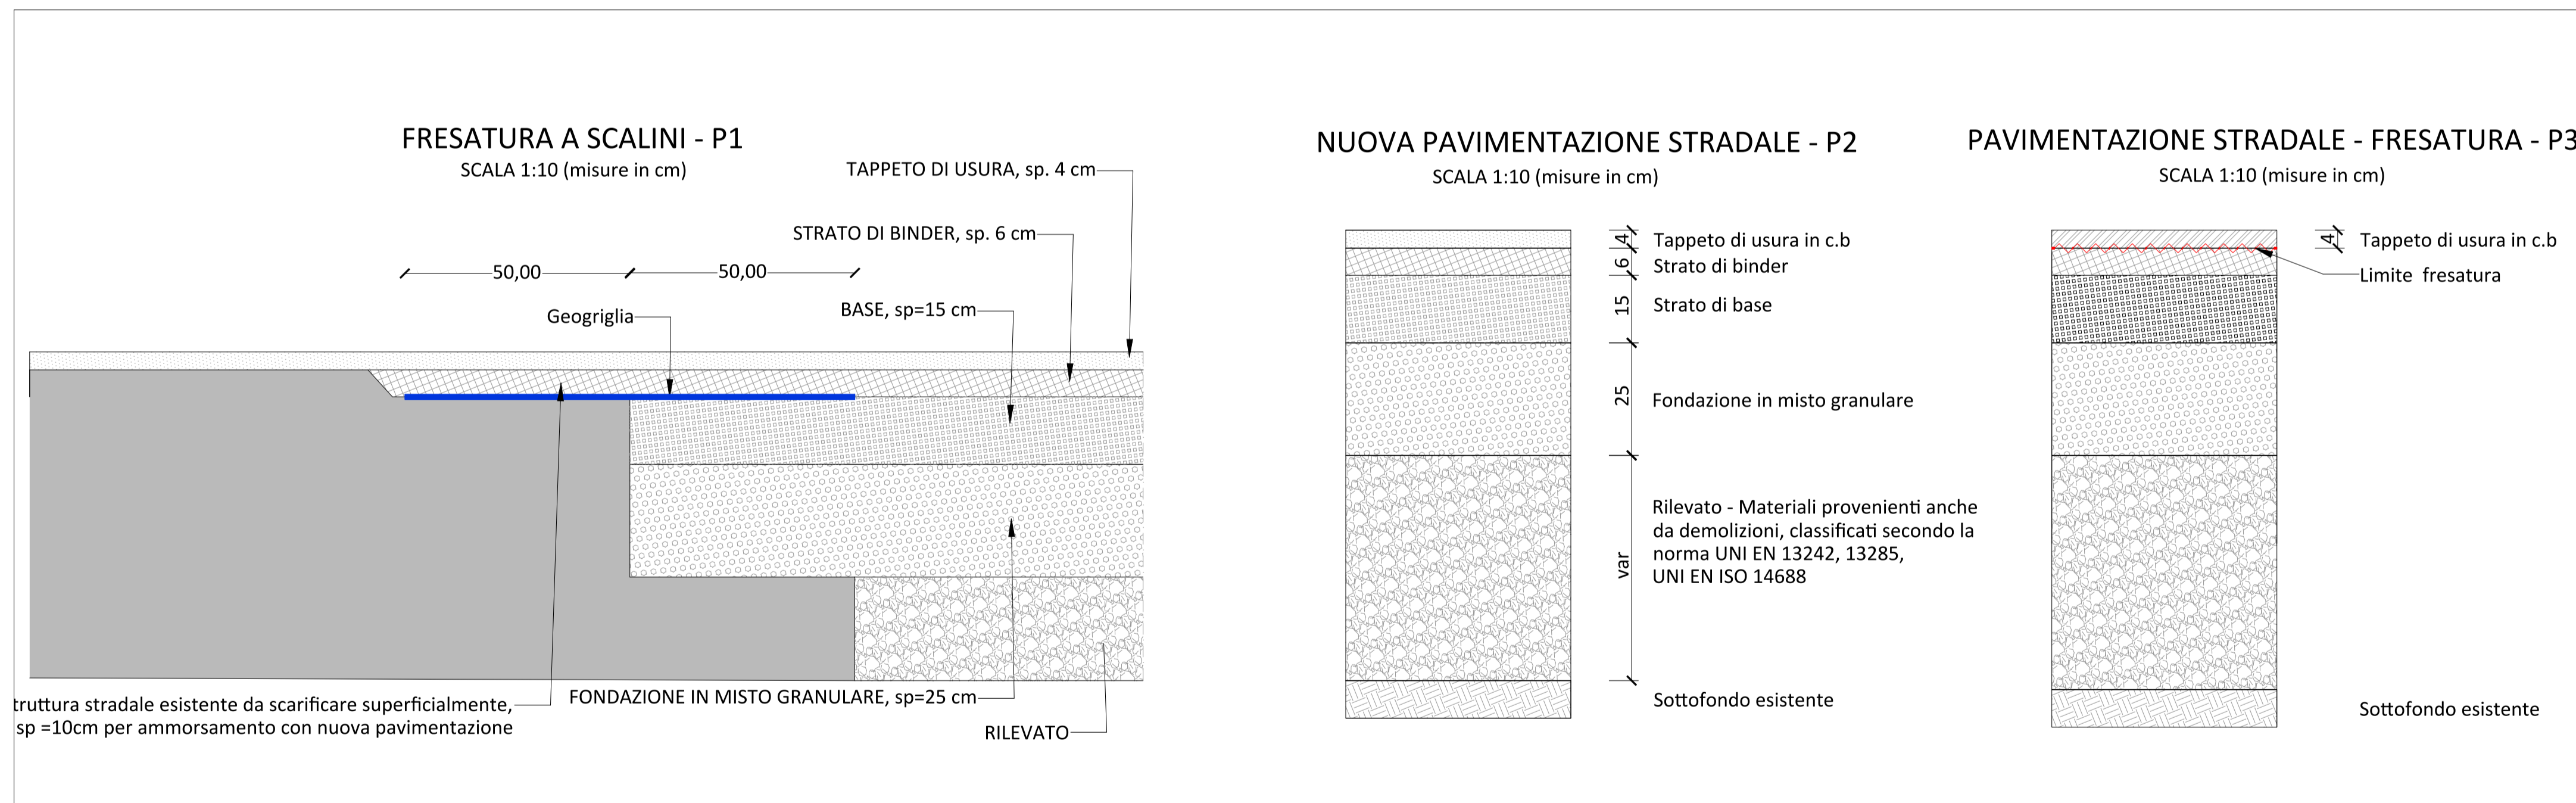 FRESATURA A SCALINI - P1
SCALA 1:10 (misure in cm)
TAPPETO DI USURA, sp. 4 cm
STRATO DI BINDER, sp. 6 cm
50,00
50,00
BASE, sp=15 cm
Geogriglia
truttura stradale esistente da scarificare superficialmente,
sp =10cm per ammorsamento con nuova pavimentazione
FONDAZIONE IN MISTO GRANULARE, sp=25 cm
RILEVATO
NUOVA PAVIMENTAZIONE STRADALE - P2
SCALA 1:10 (misure in cm)
4
Tappeto di usura in c.b
6
Strato di binder
15
Strato di base
25
Fondazione in misto granulare
var
Rilevato - Materiali provenienti anche
da demolizioni, classificati secondo la
norma UNI EN 13242, 13285,
UNI EN ISO 14688
Sottofondo esistente
PAVIMENTAZIONE STRADALE - FRESATURA - P3
SCALA 1:10 (misure in cm)
4
Tappeto di usura in c.b
Limite fresatura
Sottofondo esistente